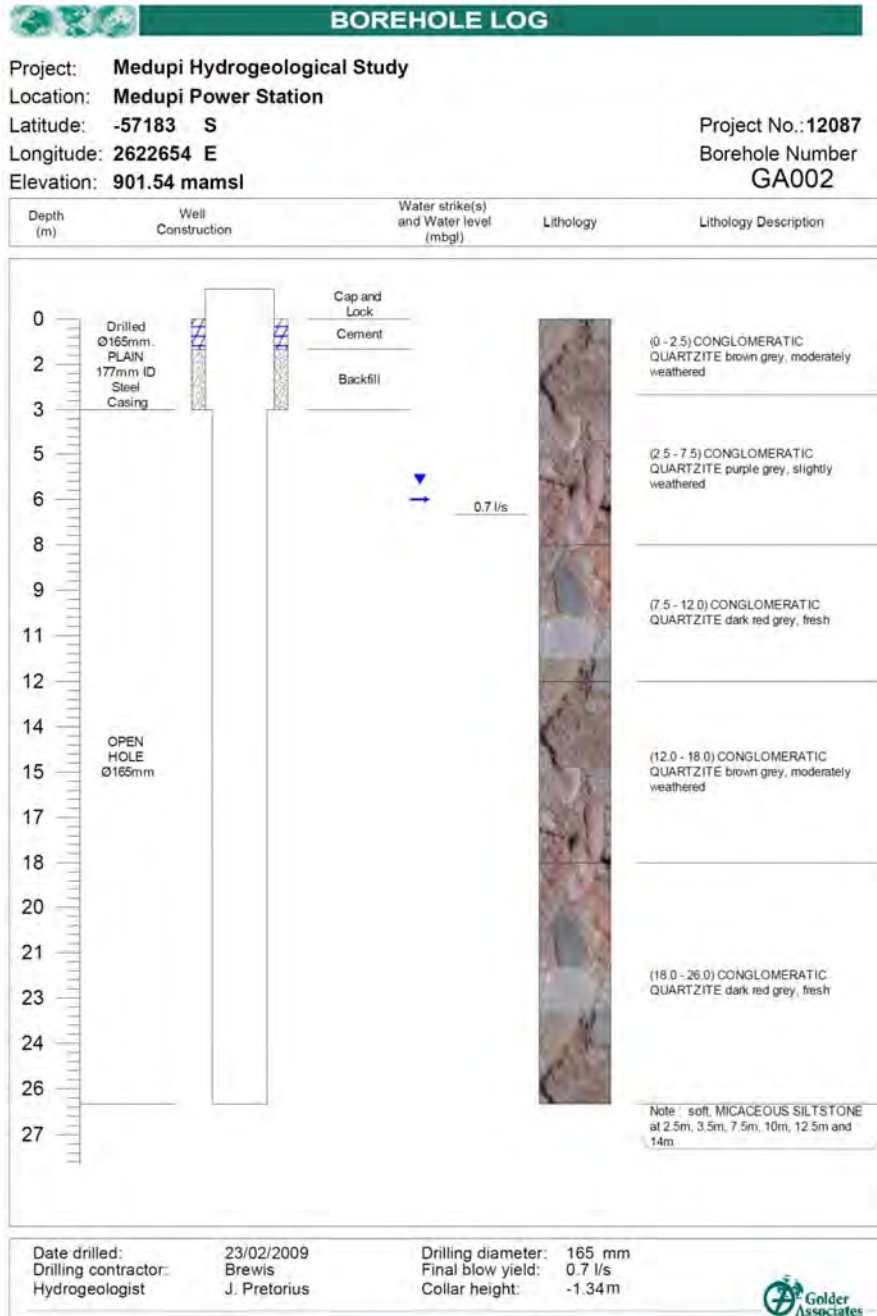 BOREHOLE LOG
Project: Medupi Hydrogeological Study
Location: Medupi Power Station
Latitude: -57183 S
Project No.: 12087
Longitude: 2622654 E
Borehole Number
Elevation: 901.54 mamsl
GA002
Depth
(m)
Well
Construction
Water strike(s)
and Water level
(mbgl)
Lithology
Lithology Description
0
2
3
5
6
8
9
11
12
14
15
17
18
20
21
23
24
26
27
Drilled
Ø165mm.
PLAIN
177mm ID
Steel
Casing
OPEN
HOLE
Ø165mm
Cap and
Lock
Cement
Backfill
0.7 l/s
(0 - 2.5) CONGLOMERATIC
QUARTZITE brown grey, moderately
weathered
(2.5 - 7.5) CONGLOMERATIC
QUARTZITE purple grey, slightly
weathered
(7.5 - 12.0) CONGLOMERATIC
QUARTZITE dark red grey, fresh
(12.0 - 18.0) CONGLOMERATIC
QUARTZITE brown grey, moderately
weathered
(18.0 - 26.0) CONGLOMERATIC
QUARTZITE dark red grey, fresh
Note : soft, MICACEOUS SILTSTONE
at 2.5m, 3.5m, 7.5m, 10m, 12.5m and
14m
Date drilled: 23/02/2009
Drilling diameter: 165 mm
Drilling contractor: Brewis
Final blow yield: 0.7 l/s
Hydrogeologist J. Pretorius
Collar height: -1.34m
Golder
Associates